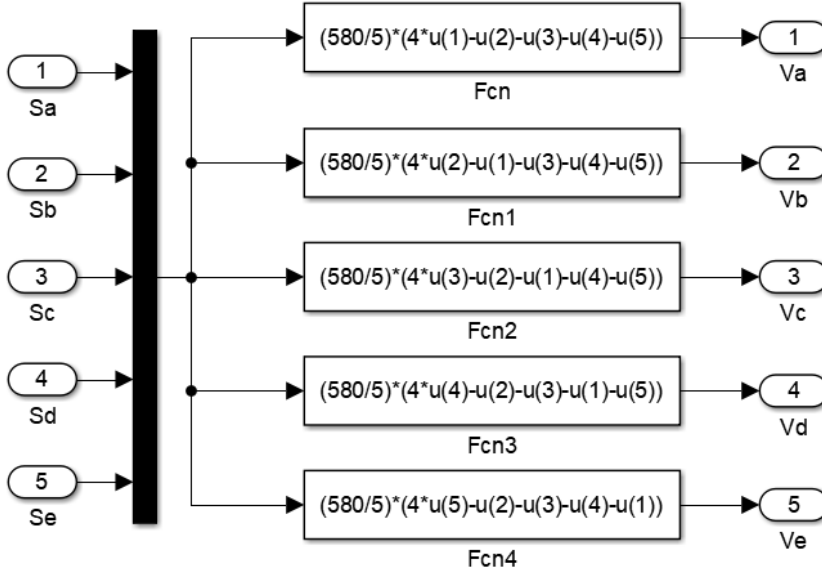 1
Sa
2
Sb
3
Sc
4
Sd
5
Se
(580/5)*(4*u(1)-u(2)-u(3)-u(4)-u(5))
Fcn
(580/5)*(4*u(2)-u(1)-u(3)-u(4)-u(5))
Fcn1
(580/5)*(4*u(3)-u(2)-u(1)-u(4)-u(5))
Fcn2
(580/5)*(4*u(4)-u(2)-u(3)-u(1)-u(5))
Fcn3
(580/5)*(4*u(5)-u(2)-u(3)-u(4)-u(1))
Fcn4
1
Va
2
Vb
3
Vc
4
Vd
5
Ve